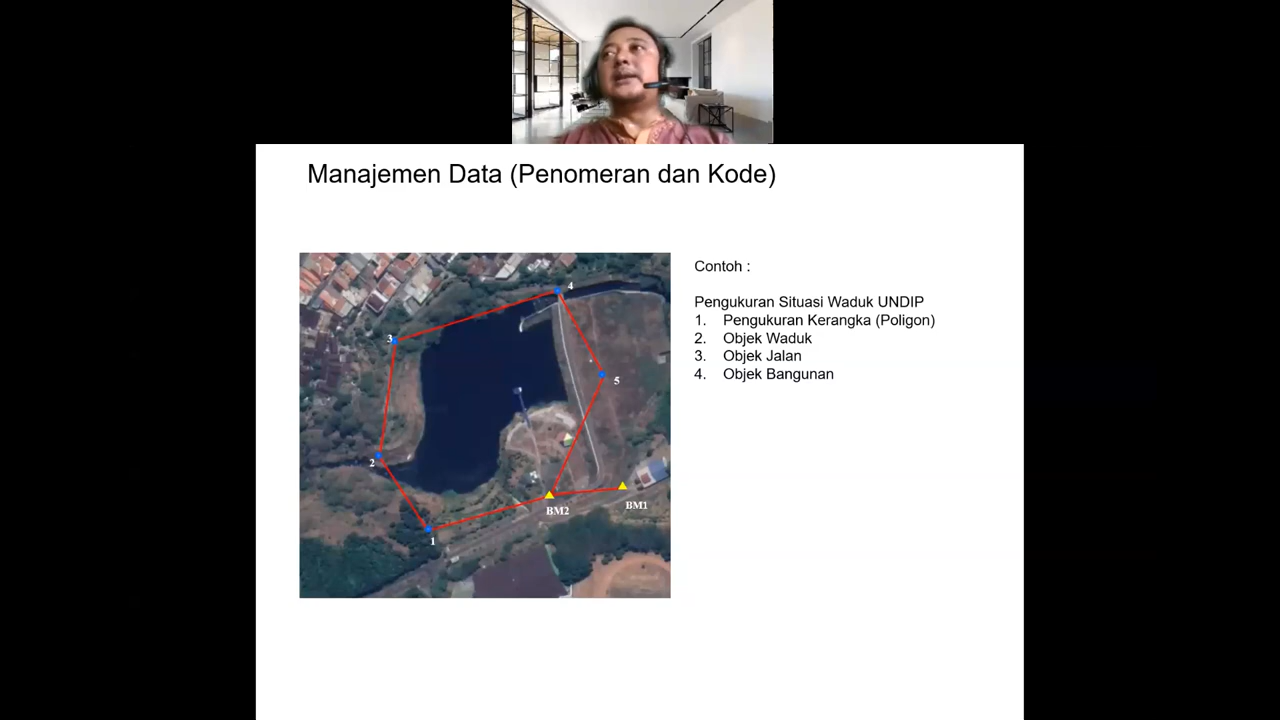 Manajemen Data (Penomeran dan Kode)
4
3
5
2
BM2
BM1
1
Contoh :
Pengukuran Situasi Waduk UNDIP
1. Pengukuran Kerangka (Poligon)
2. Objek Waduk
3. Objek Jalan
4. Objek Bangunan